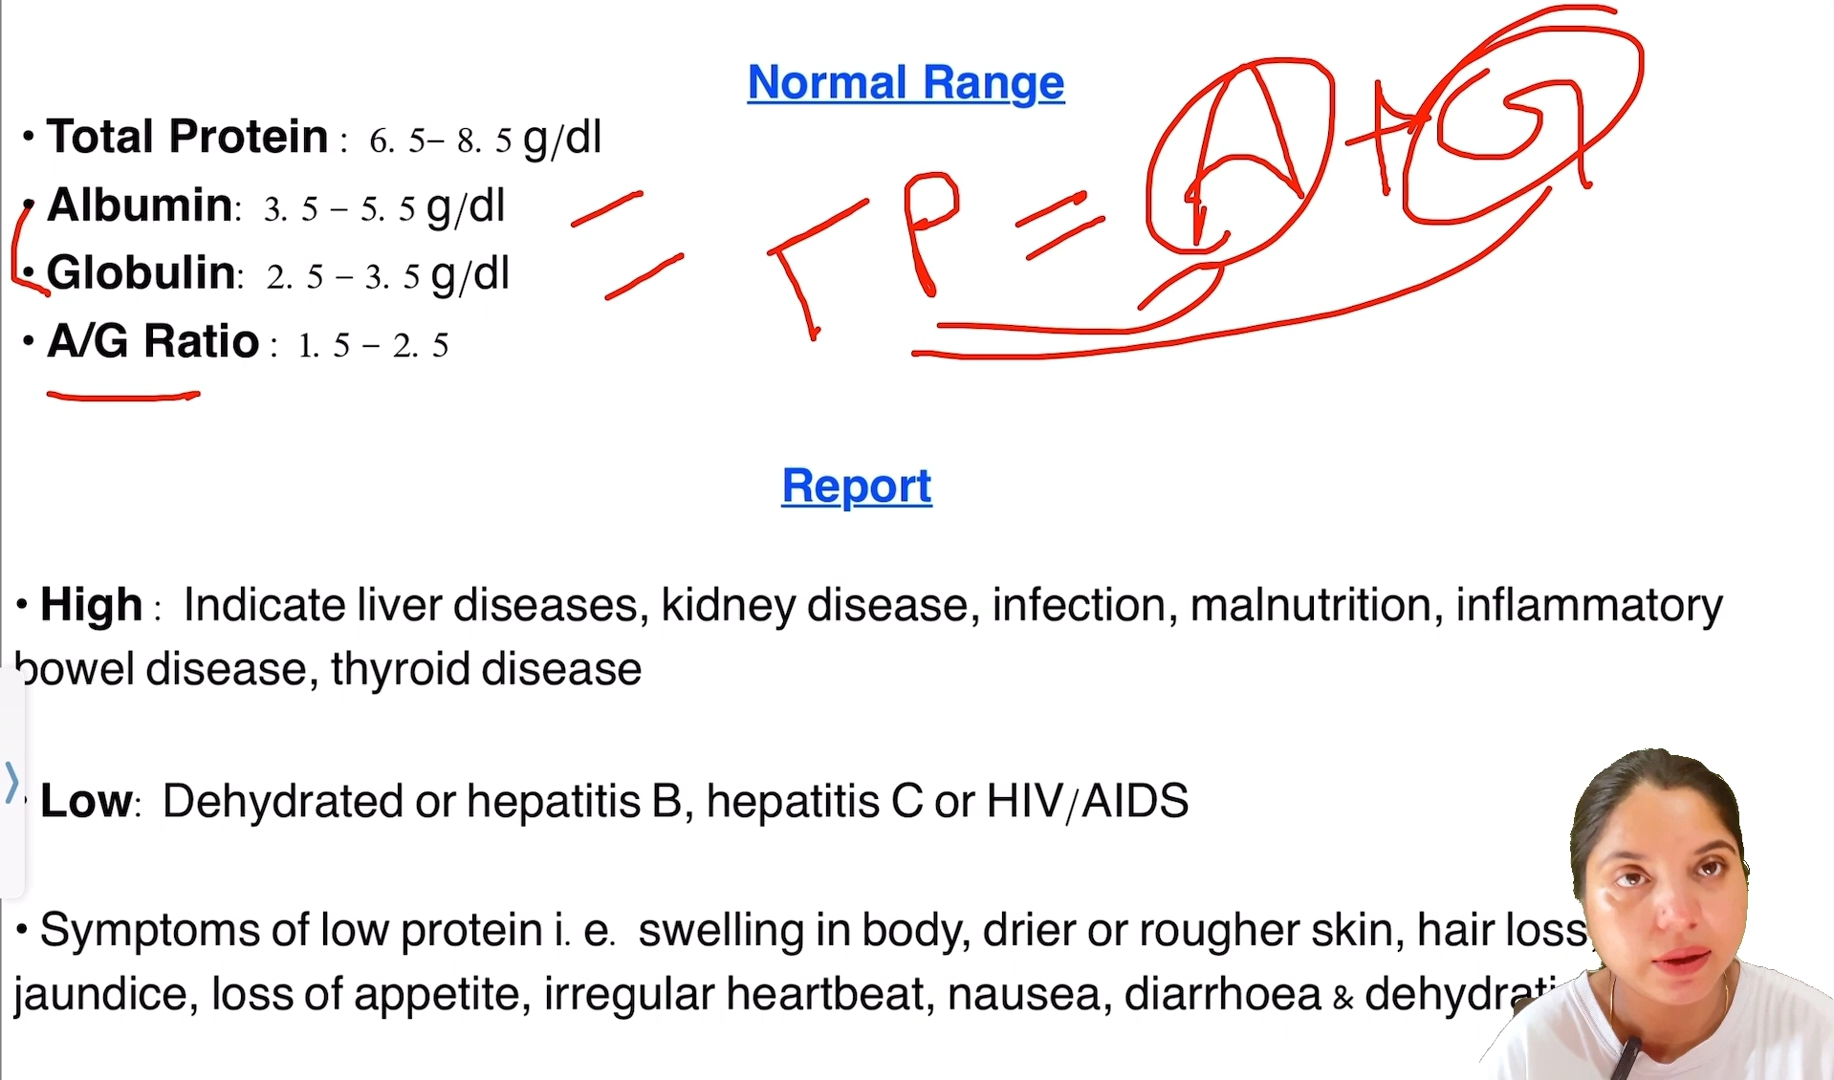 Normal Range
• Total Protein : 6. 5– 8. 5 g/dl
• Albumin: 3. 5 – 5. 5 g/dl
• Globulin: 2. 5 – 3. 5 g/dl
• A/G Ratio : 1. 5 – 2. 5
= TP = A + G
Report
• High : Indicate liver diseases, kidney disease, infection, malnutrition, inflammatory
bowel disease, thyroid disease
· Low: Dehydrated or hepatitis B, hepatitis C or HIV/AIDS
• Symptoms of low protein i. e. swelling in body, drier or rougher skin, hair loss
jaundice, loss of appetite, irregular heartbeat, nausea, diarrhoea & dehydrati